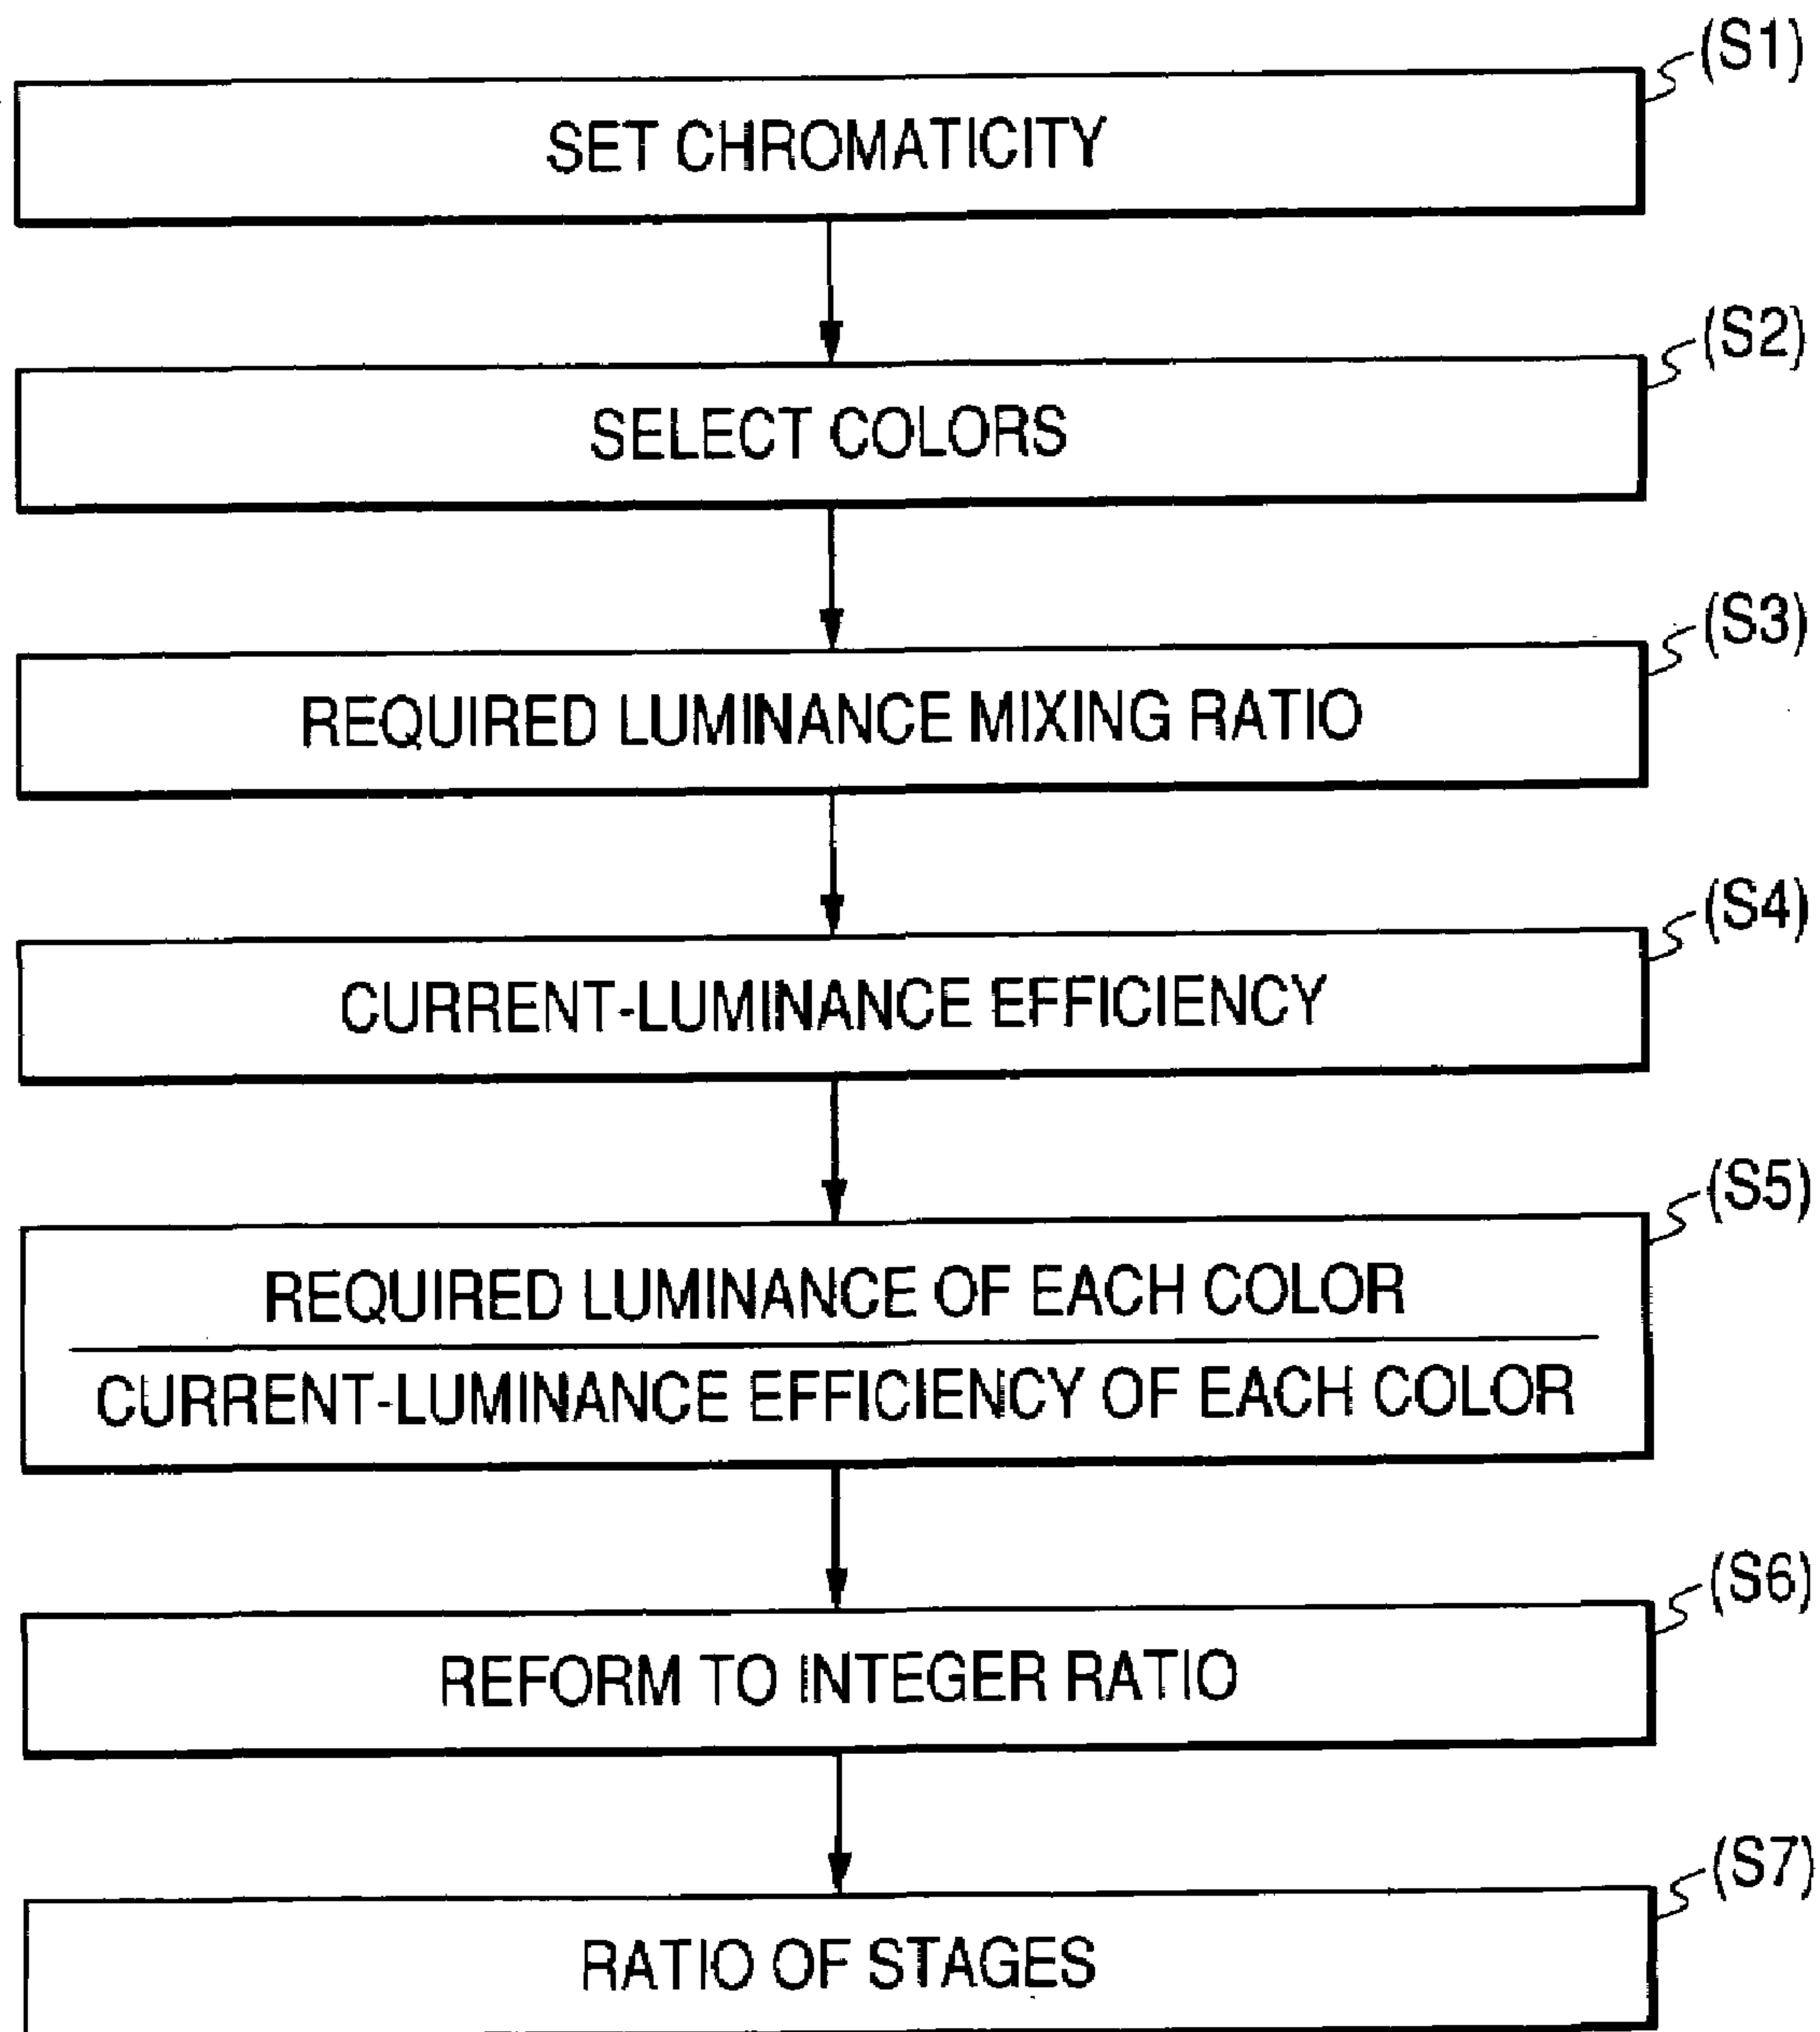 (S1)
SET CHROMATICITY
(S2)
SELECT COLORS
(S3)
REQUIRED LUMINANCE MIXING RATIO
(S4)
CURRENT-LUMINANCE EFFICIENCY
(S5)
REQUIRED LUMINANCE OF EACH COLOR
CURRENT-LUMINANCE EFFICIENCY OF EACH COLOR
(S6)
REFORM TO INTEGER RATIO
(S7)
RATIO OF STAGES